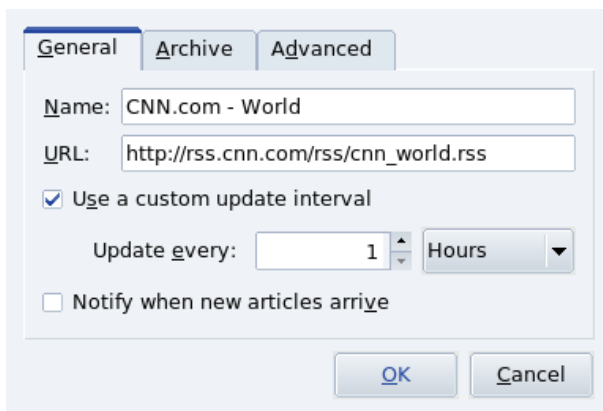 General Archive Advanced
Name: CNN.com - World
URL: http://rss.cnn.com/rss/cnn_world.rss
Use a custom update interval
Update every: 1 Hours
Notify when new articles arrive
OK Cancel